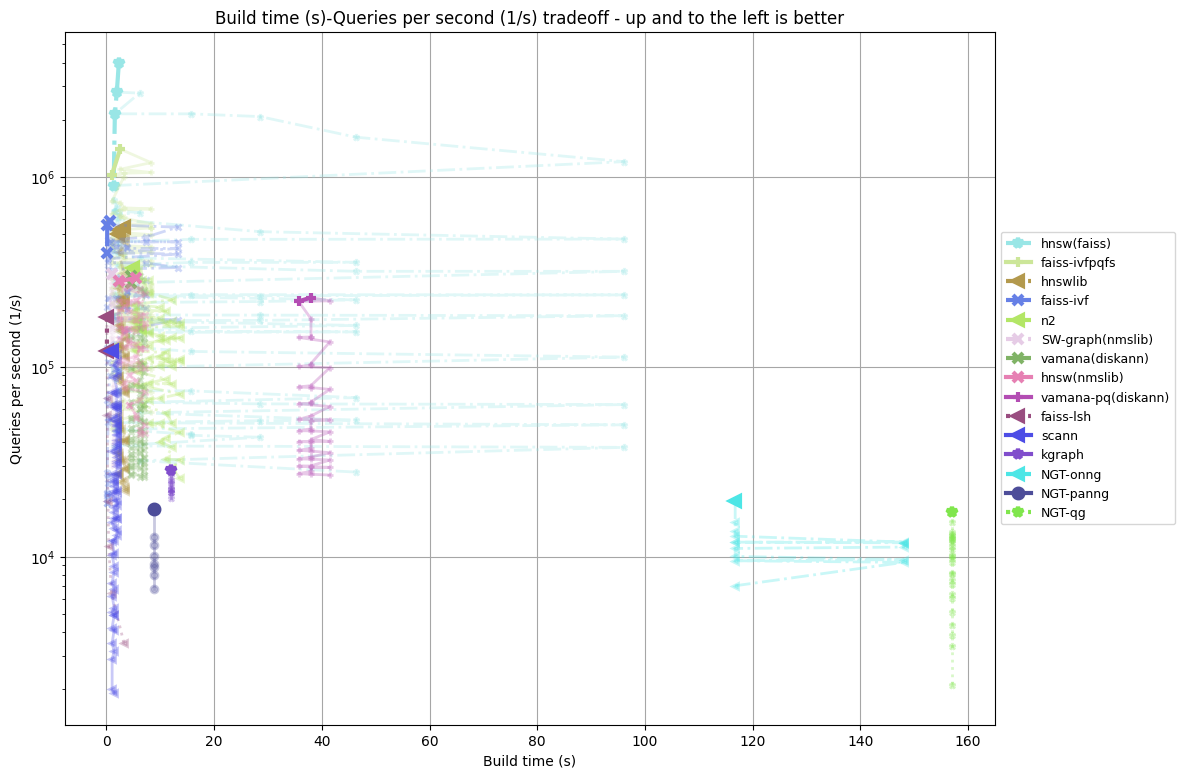 Build time (s)-Queries per second (1/s) tradeoff - up and to the left is better
Queries per second (1/s)
10^6
10^5
10^4
0 20 40 60 80 100 120 140 160
Build time (s)
hnsw(faiss)
faiss-ivfpqfs
hnswlib
faiss-ivf
n2
SW-graph(nmslib)
vamana(diskann)
hnsw(nmslib)
vamana-pq(diskann)
faiss-lsh
scann
kgraph
NGT-onng
NGT-panng
NGT-qg